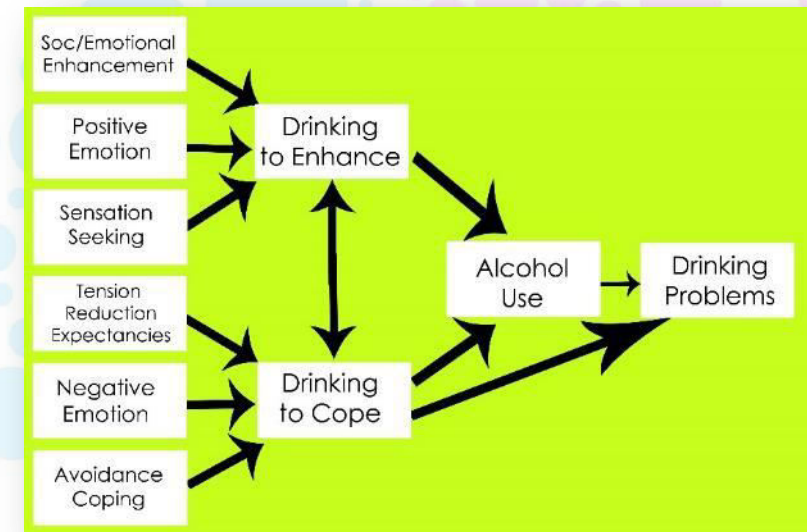 Soc/Emotional
Enhancement
Positive
Emotion
Sensation
Seeking
Tension
Reduction
Expectancies
Negative
Emotion
Avoidance
Coping
Drinking
to Enhance
Drinking
to Cope
Alcohol
Use
Drinking
Problems